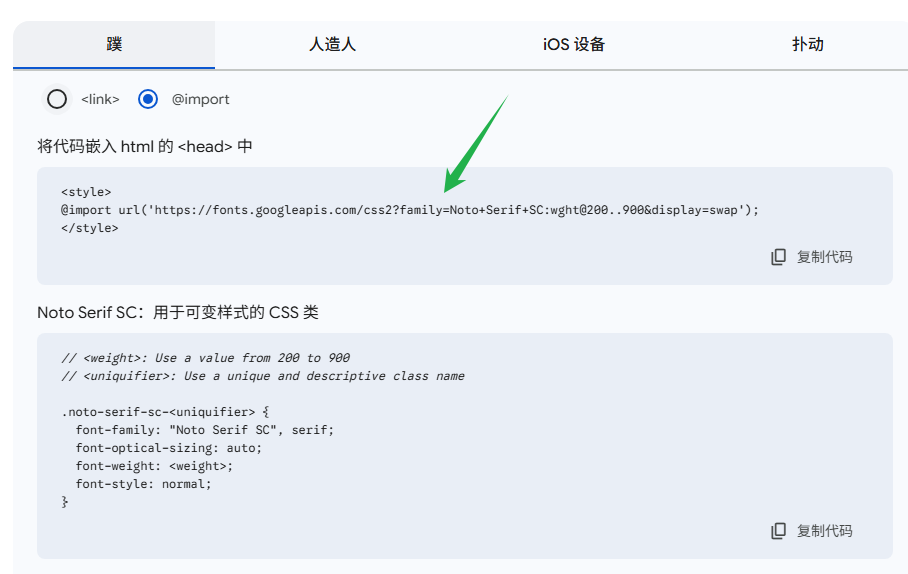 蹼
人造人
iOS 设备
扑动
<link>
@import
将代码嵌入 html 的 <head> 中
<style>
@import url('https://fonts.googleapis.com/css2?family=Noto+Serif+SC:wght@200..900&display=swap');
</style>
复制代码
Noto Serif SC：用于可变样式的 CSS 类
// <weight>: Use a value from 200 to 900
// <uniquifier>: Use a unique and descriptive class name
.noto-serif-sc-<uniquifier> {
  font-family: "Noto Serif SC", serif;
  font-optical-sizing: auto;
  font-weight: <weight>;
  font-style: normal;
}
复制代码